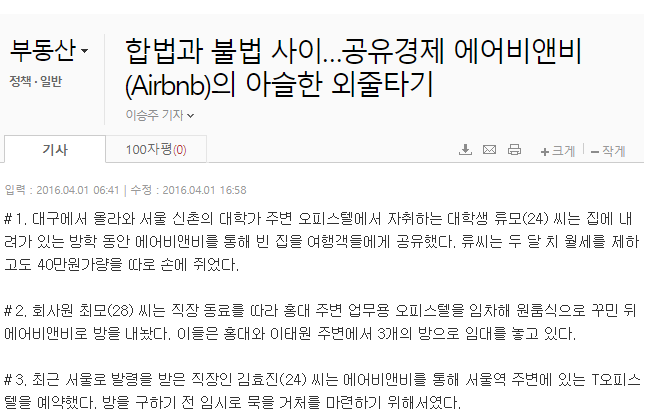 부동산
정책 · 일반
합법과 불법 사이...공유경제 에어비앤비
(Airbnb)의 아슬한 외줄타기
이승주 기자
기사
100자평(0)
+ 크게 | - 작게
입력 : 2016.04.01 06:41 | 수정 : 2016.04.01 16:58
# 1. 대구에서 올라와 서울 신촌의 대학가 주변 오피스텔에서 자취하는 대학생 류모(24) 씨는 집에 내
려가 있는 방학 동안 에어비앤비를 통해 빈 집을 여행객들에게 공유했다. 류씨는 두 달 치 월세를 제하
고도 40만원가량을 따로 손에 쥐었다.
# 2. 회사원 최모(28) 씨는 직장 동료를 따라 홍대 주변 업무용 오피스텔을 임차해 원룸식으로 꾸민 뒤
에어비앤비로 방을 내놨다. 이들은 홍대와 이태원 주변에서 3개의 방으로 임대를 놓고 있다.
# 3. 최근 서울로 발령을 받은 직장인 김효진(24) 씨는 에어비앤비를 통해 서울역 주변에 있는 T오피스
텔을 예약했다. 방을 구하기 전 임시로 묵을 거처를 마련하기 위해서였다.